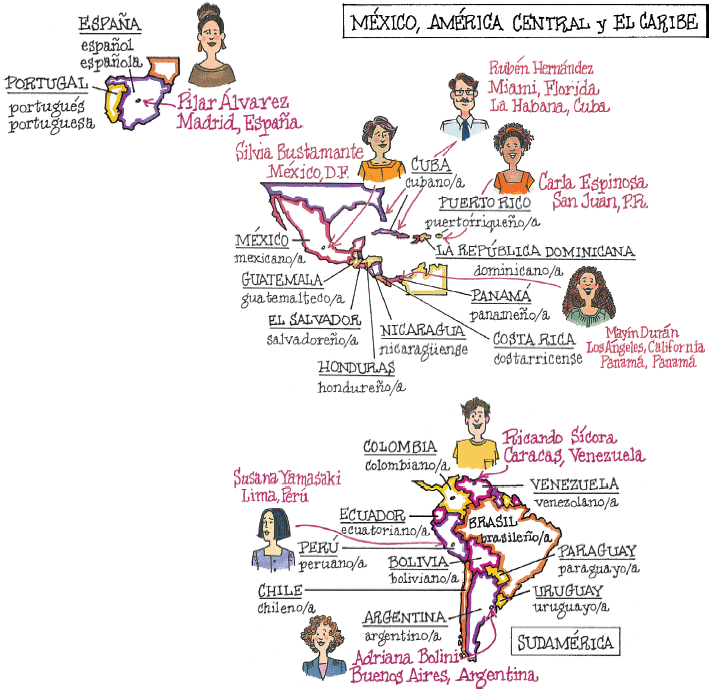 MÉXICO, AMÉRICA CENTRAL y EL CARIBE
ESPAÑA
español
española
PORTUGAL
portugués
portuguesa
Pilar Álvarez
Madrid, España
Rubén Hernández
Miami, Florida
La Habana, Cuba
Silvia Bustamante
México, D.F.
CUBA
cubano/a
Carla Espinosa
San Juán, P.R.
PUERTO RICO
puertorriqueño/a
MÉXICO
mexicano/a
LA REPÚBLICA DOMINICANA
dominicano/a
GUATEMALA
guatemalteco/a
PANAMÁ
panameño/a
EL SALVADOR
salvadoreño/a
NICARAGUA
nicaragüense
COSTA RICA
costarricense
Mayín Durán
Los Ángeles, California
Panamá, Panamá
HONDURAS
hondureño/a
Ricardo Sícora
Caracas, Venezuela
COLOMBIA
colombiano/a
Susana Yamasaki
Lima, Perú
VENEZUELA
venezolano/a
ECUADOR
ecuatoriano/a
BRASIL
brasileño/a
PERÚ
peruano/a
BOLIVIA
boliviano/a
PARAGUAY
paraguayo/a
CHILE
chileno/a
URUGUAY
uruguayo/a
ARGENTINA
argentino/a
SUDAMÉRICA
Adriana Bolini
Buenos Aires, Argentina